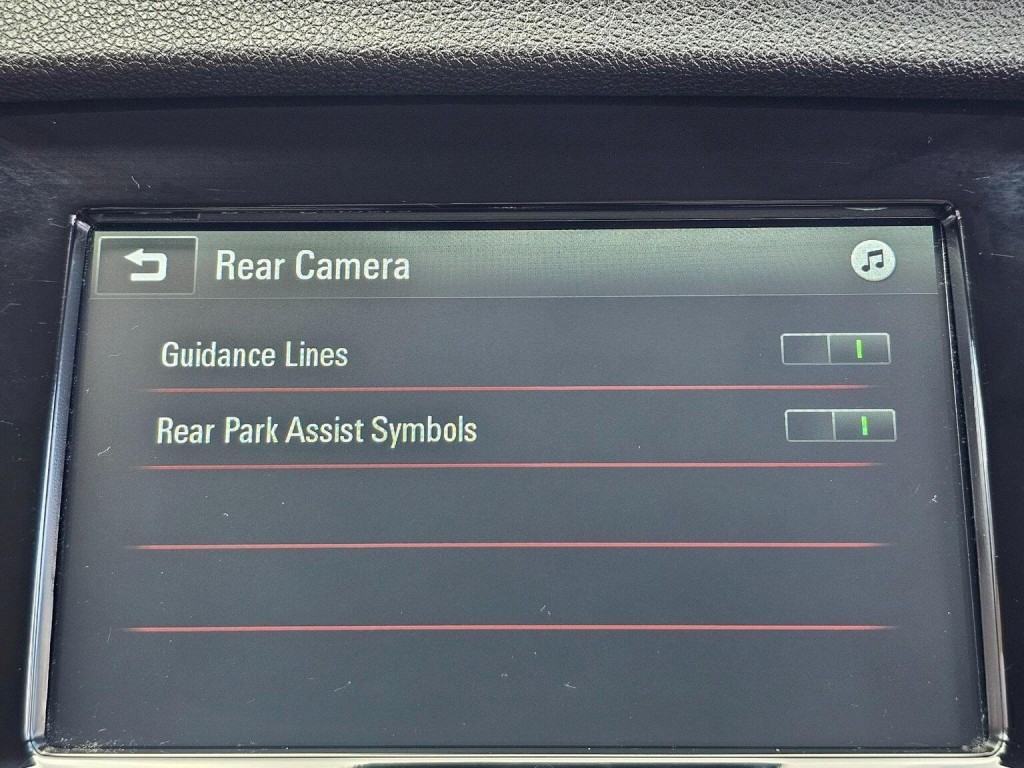 Rear Camera
Guidance Lines
Rear Park Assist Symbols